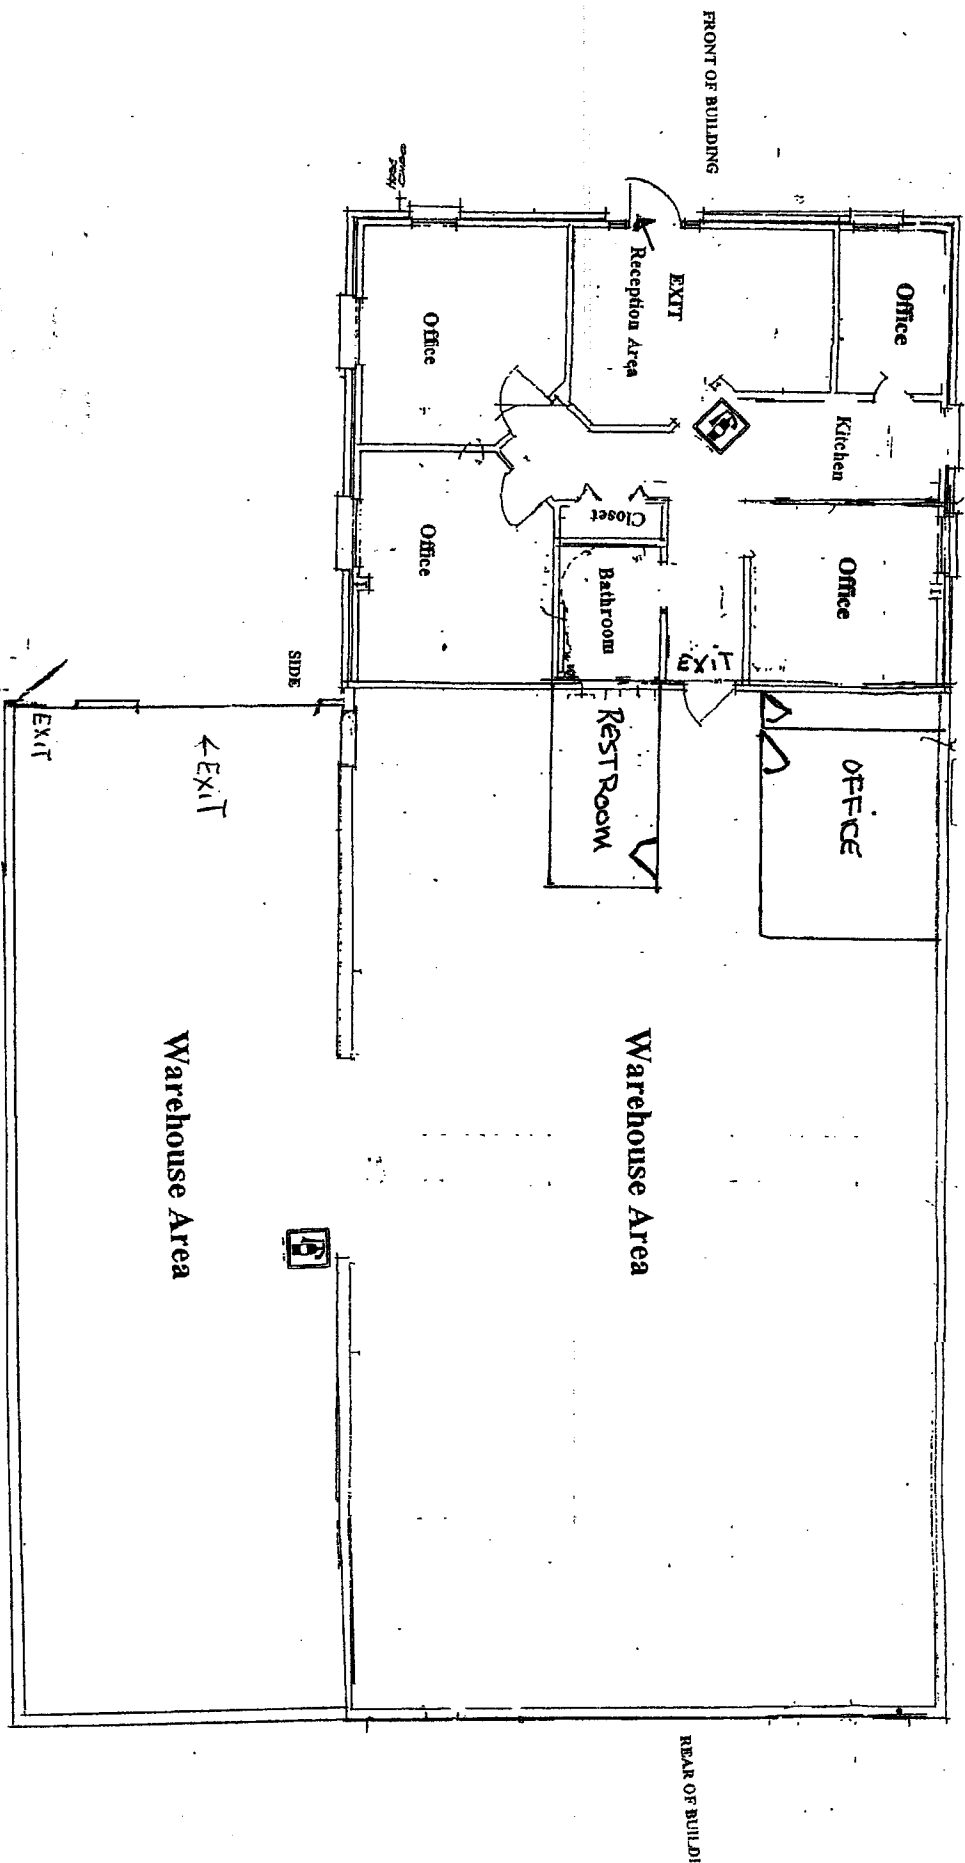 FRONT OF BUILDING
Office
EXIT
Reception Area
Office
Kitchen
Closet
Office
Office
Bathroom
EXIT
SIDE
RESTROOM
OFFICE
EXIT
←EXIT
Warehouse Area
Warehouse Area
REAR OF BUILDI